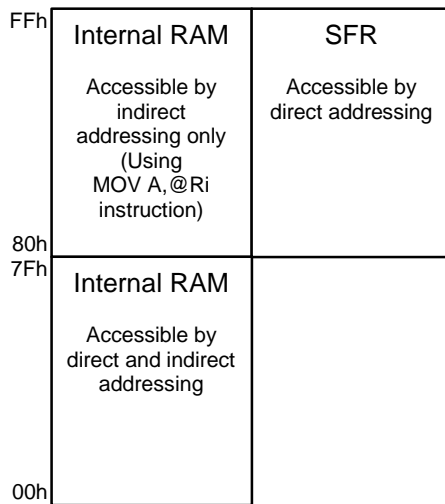 FFh
Internal RAM
Accessible by
indirect
addressing only
(Using
MOV A,@Ri
instruction)
SFR
Accessible by
direct addressing
80h
7Fh
Internal RAM
Accessible by
direct and indirect
addressing
00h